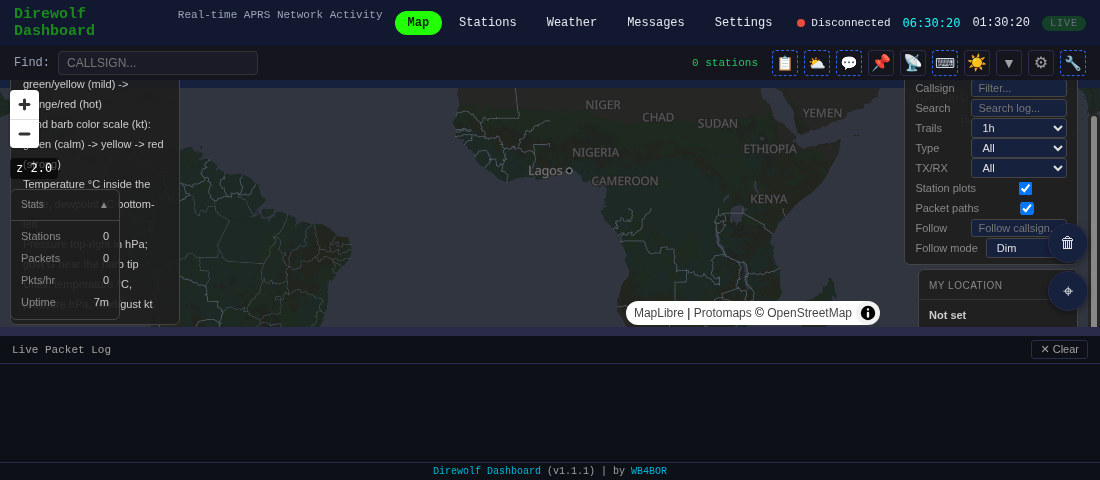 Direwolf
Dashboard
Real-time APRS Network Activity
Map
Stations
Weather
Messages
Settings
Disconnected
06:30:20
01:30:20
LIVE
Find:
CALLSIGN...
0 stations
green/yellow (mild) ->
(hot)
barb color scale (kt):
(calm) -> yellow -> red
z 2.0
Temperature °C inside the
bottom-
Stats
▲
Stations 0
Packets 0
Pkts/hr 0
Uptime 7m
hPa;
tip
°C,
gust kt
NIGER
CHAD
SUDAN
YEMEN
NIGERIA
ETHIOPIA
Lagos
CAMEROON
KENYA
MapLibre | Protomaps © OpenStreetMap
Callsign Filter...
Search Search log...
Trails 1h
Type All
TX/RX All
Station plots
Packet paths
Follow Follow callsign.
Follow mode Dim
MY LOCATION
Not set
Live Packet Log
✕ Clear
Direwolf Dashboard (v1.1.1) | by WB4BOR